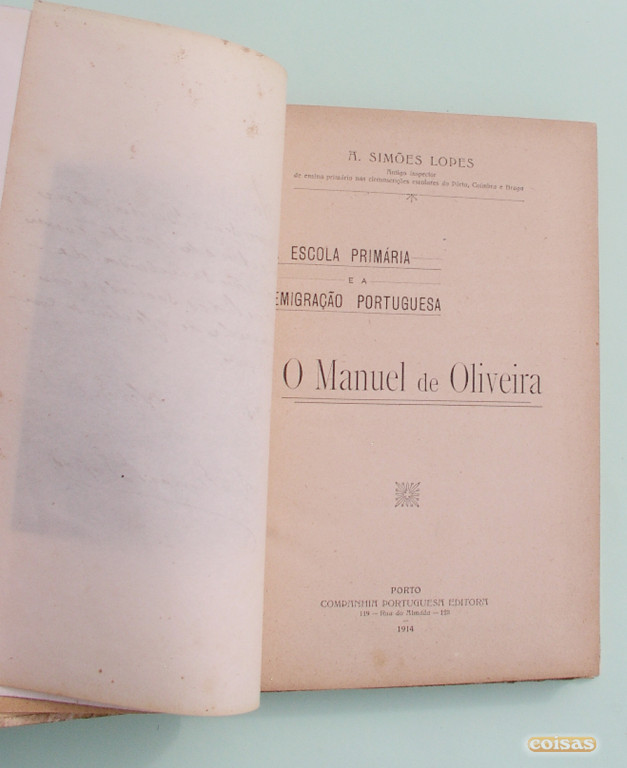 A. SIMÕES LOPES
Antigo inspector
de ensino primário nas circunscrições escolares do Pôrto, Coimbra e Braga
ESCOLA PRIMÁRIA
E A
EMIGRAÇÃO PORTUGUESA
O Manuel de Oliveira
PORTO
COMPANHIA PORTUGUESA EDITORA
119 — Rua do Almada — 123
1914
coisas